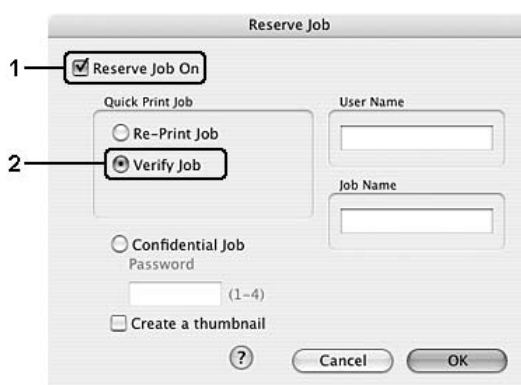 Reserve Job
1
Reserve Job On
Quick Print Job
User Name
Re-Print Job
2
Verify Job
Job Name
Confidential Job
Password
(1-4)
Create a thumbnail
?
Cancel
OK